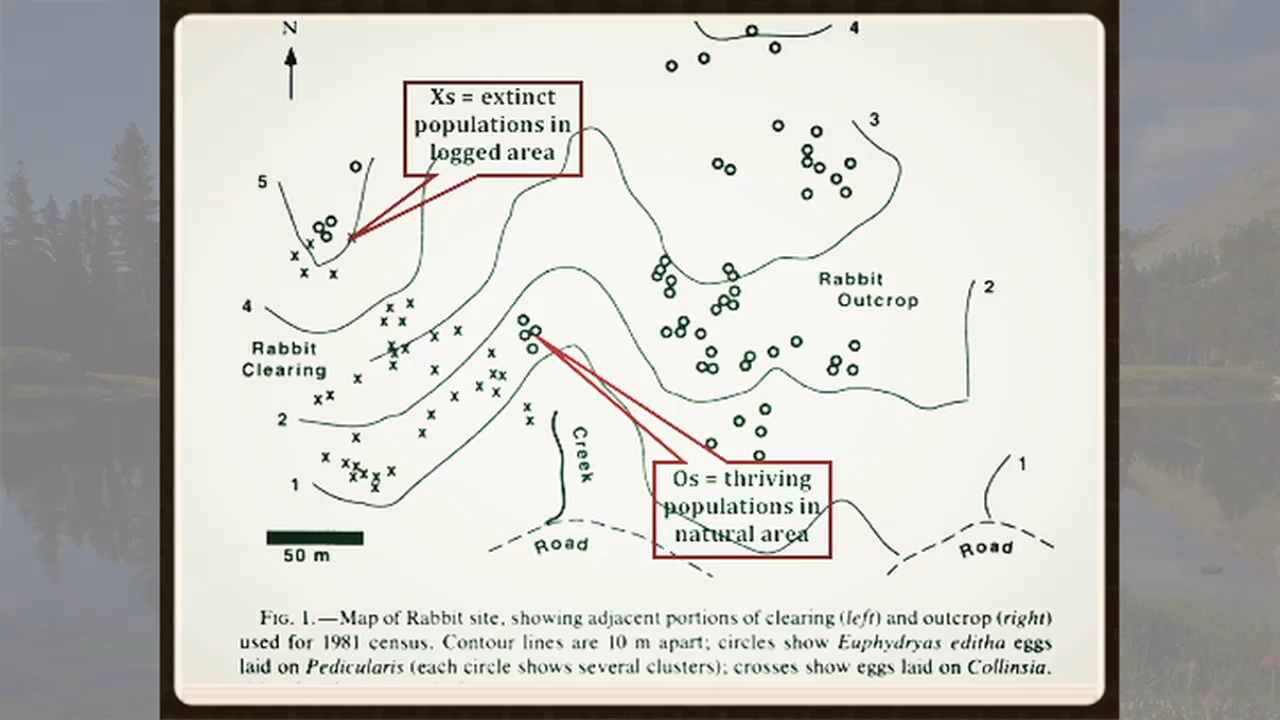 N
4
Xs = extinct
populations in
logged area
3
5
Rabbit
Outcrop
2
4
Rabbit
Clearing
2
Creek
1
Os = thriving
populations in
natural area
1
50 m
Road
Road
FIG. 1.—Map of Rabbit site, showing adjacent portions of clearing (left) and outcrop (right)
used for 1981 census. Contour lines are 10 m apart; circles show Euphydryas editha eggs
laid on Pedicularis (each circle shows several clusters); crosses show eggs laid on Collinsia.